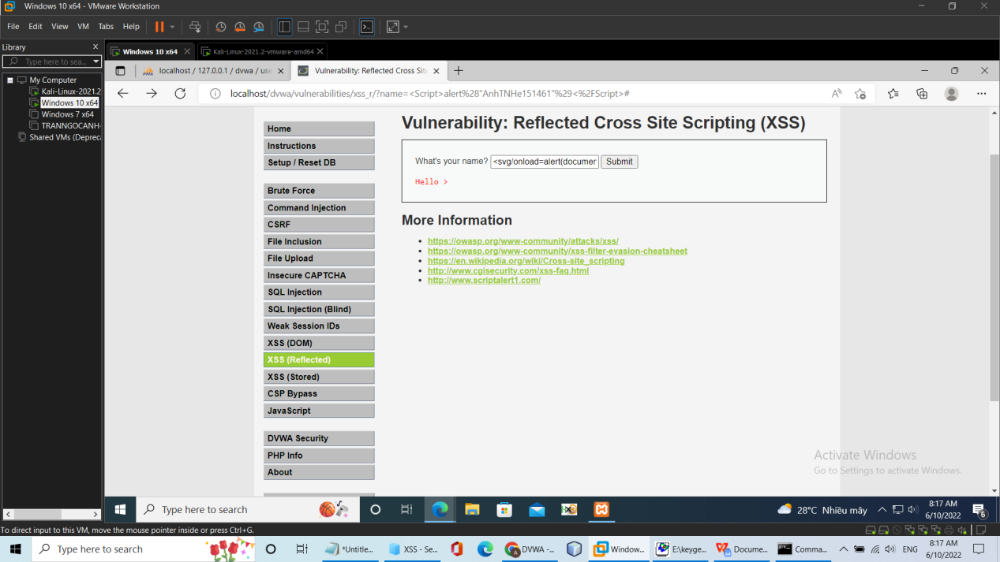 Windows 10 x64 - VMware Workstation
File Edit View VM Tabs Help
Library
Type here to sea...
My Computer
Kali-Linux-2021.2
Windows 10 x64
Windows 7 x64
TRANNGOCANH-
Shared VMs (Depreca
Windows 10 x64
Kali-Linux-2021.2-vmware-amd64
localhost / 127.0.0.1 / dvwa / use
Vulnerability: Reflected Cross Site
localhost/dvwa/vulnerabilities/xss_r/?name=<Script>alert%28"AnhTNHe151461"%29<%2FScript>#
Home
Instructions
Setup / Reset DB
Brute Force
Command Injection
CSRF
File Inclusion
File Upload
Insecure CAPTCHA
SQL Injection
SQL Injection (Blind)
Weak Session IDs
XSS (DOM)
XSS (Reflected)
XSS (Stored)
CSP Bypass
JavaScript
DVWA Security
PHP Info
About
Vulnerability: Reflected Cross Site Scripting (XSS)
What's your name? <svg/onload=alert(documer Submit
Hello >
More Information
https://owasp.org/www-community/attacks/xss/
https://owasp.org/www-community/xss-filter-evasion-cheatsheet
https://en.wikipedia.org/wiki/Cross-site_scripting
http://www.cgisecurity.com/xss-faq.html
http://www.scriptalert1.com/
Activate Windows
Go to Settings to activate Windows.
Type here to search
28°C Nhiều mây
8:17 AM
6/10/2022
6
To direct input to this VM, move the mouse pointer inside or press Ctrl+G.
Type here to search
*Untitle...
XSS - Se...
DVWA -...
Window...
E:\keyge...
Docume...
Comma...
ENG
8:17 AM
6/10/2022